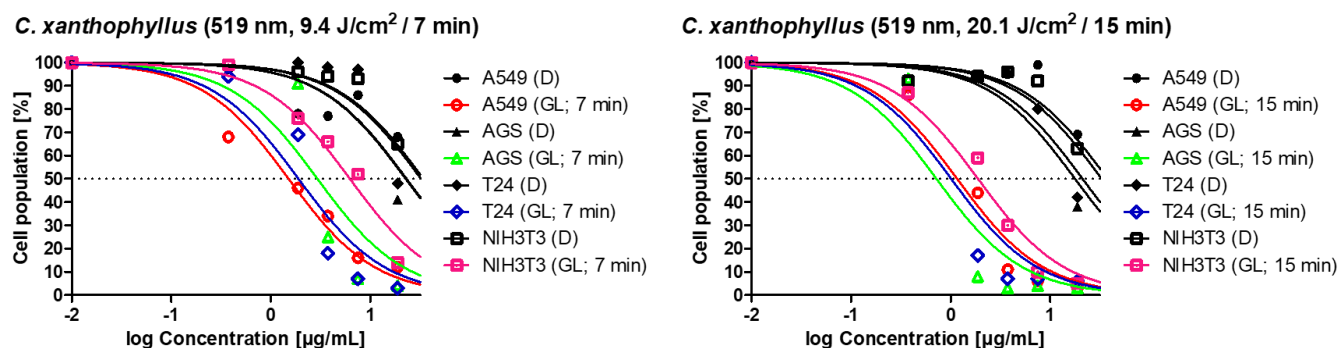 C. xanthophyllus (519 nm, 9.4 J/cm² / 7 min)
Cell population [%]
100
90
80
70
60
50
40
30
20
10
0
-2
-1
0
1
log Concentration [µg/mL]
A549 (D)
A549 (GL; 7 min)
AGS (D)
AGS (GL; 7 min)
T24 (D)
T24 (GL; 7 min)
NIH3T3 (D)
NIH3T3 (GL; 7 min)
C. xanthophyllus (519 nm, 20.1 J/cm² / 15 min)
Cell population [%]
100
90
80
70
60
50
40
30
20
10
0
-2
-1
0
1
log Concentration [µg/mL]
A549 (D)
A549 (GL; 15 min)
AGS (D)
AGS (GL; 15 min)
T24 (D)
T24 (GL; 15 min)
NIH3T3 (D)
NIH3T3 (GL; 15 min)